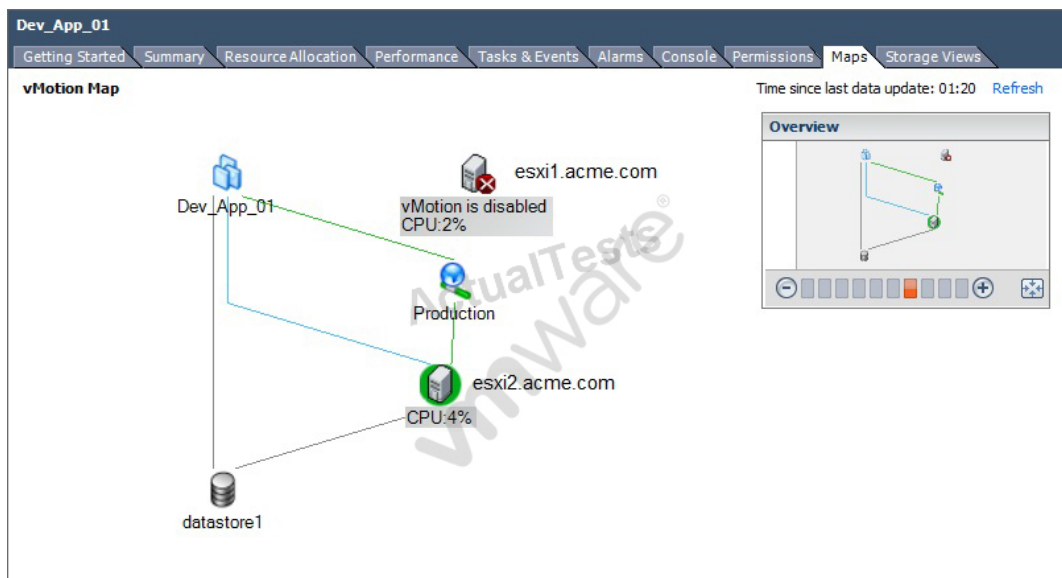 Dev_App_01
Getting Started Summary Resource Allocation Performance Tasks & Events Alarms Console Permissions Maps Storage Views
vMotion Map
Time since last data update: 01:20 Refresh
Overview
esxi1.acme.com
Dev_App_01
vMotion is disabled
CPU:2%
ActualTests
Production
esxi2.acme.com
CPU:4%
vmware®
datastore1